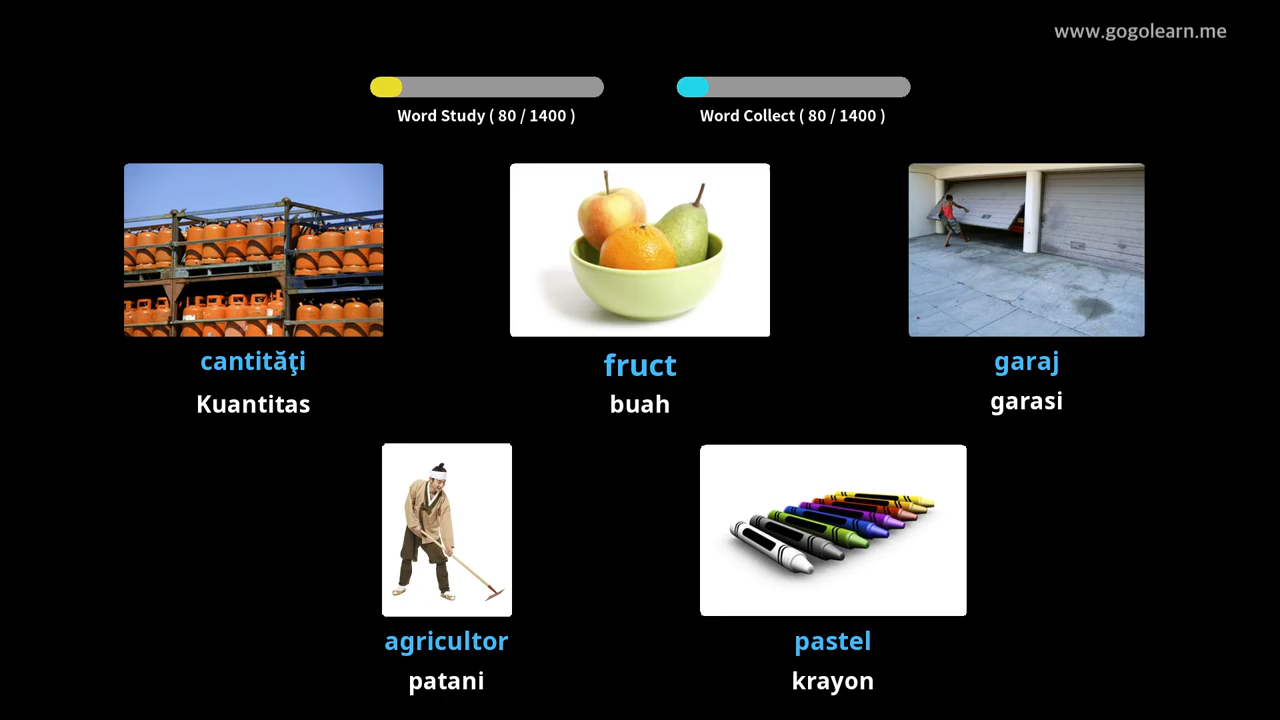 www.gogolearn.me
Word Study ( 80 / 1400 )
Word Collect ( 80 / 1400 )
cantităţi
Kuantitas
fruct
buah
garaj
garasi
agricultor
patani
pastel
krayon